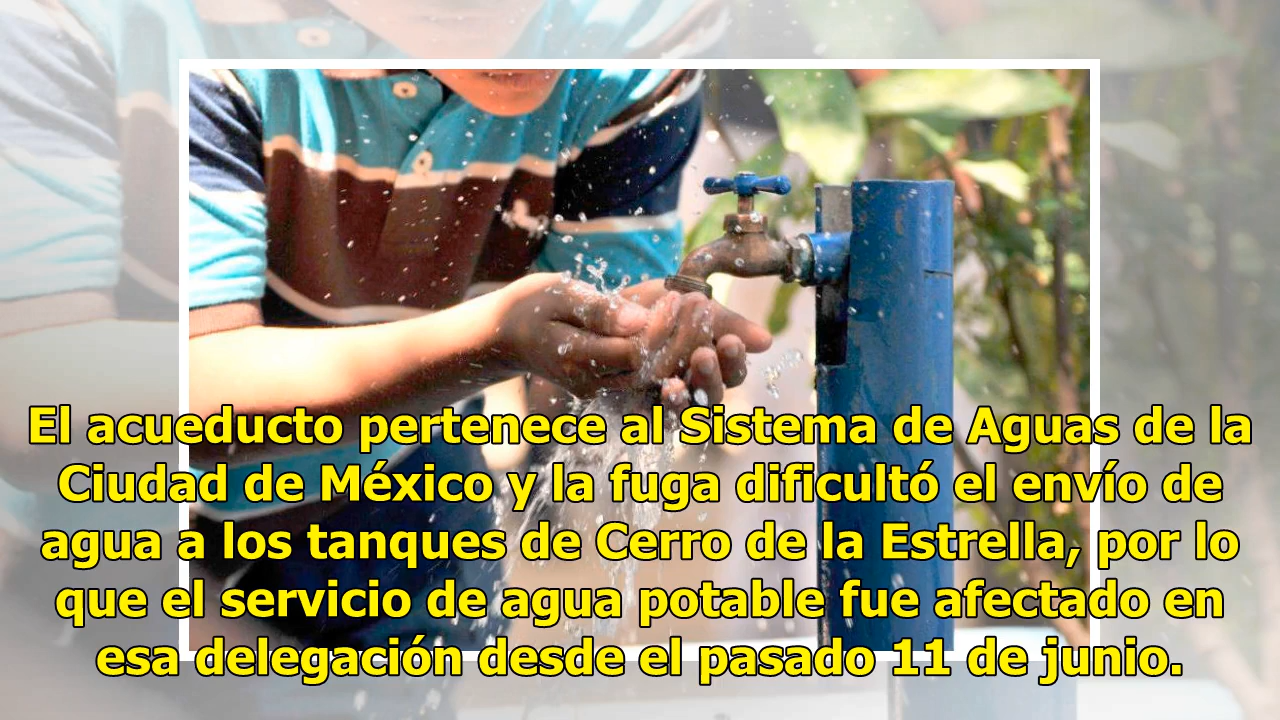 El acueducto pertenece al Sistema de Aguas de la
Ciudad de México y la fuga dificultó el envío de
agua a los tanques de Cerro de la Estrella, por lo
que el servicio de agua potable fue afectado en
esa delegación desde el pasado 11 de junio.